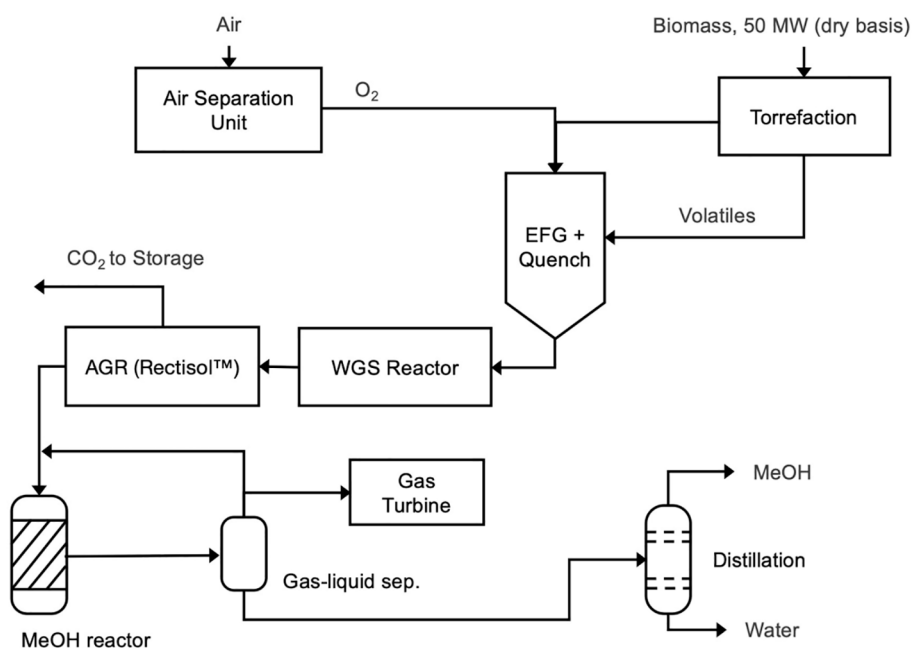 Air
Biomass, 50 MW (dry basis)
Air Separation
Unit
O₂
Torrefaction
Volatiles
EFG +
Quench
CO₂ to Storage
AGR (Rectisol™)
WGS Reactor
Gas
Turbine
MeOH
Gas-liquid sep.
Distillation
MeOH reactor
Water